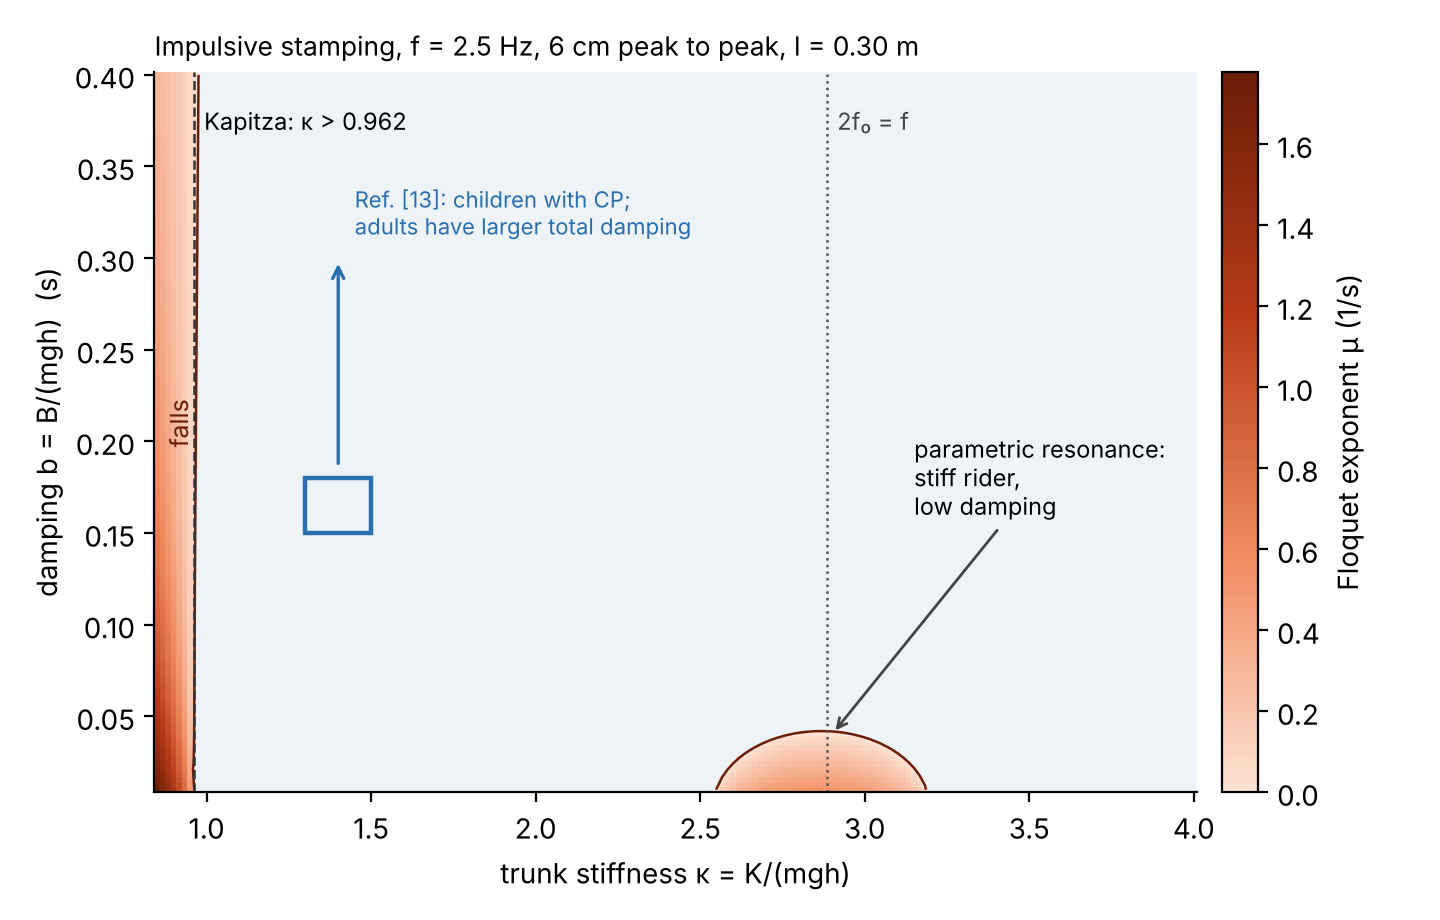 Impulsive stamping, f = 2.5 Hz, 6 cm peak to peak, l = 0.30 m
Kapitza: κ > 0.962
2f₀ = f
Ref. [13]: children with CP;
adults have larger total damping
falls
parametric resonance:
stiff rider,
low damping
damping b = B/(mgh) (s)
0.40
0.35
0.30
0.25
0.20
0.15
0.10
0.05
1.0
1.5
2.0
2.5
3.0
3.5
4.0
trunk stiffness κ = K/(mgh)
1.6
1.4
1.2
1.0
0.8
0.6
0.4
0.2
0.0
Floquet exponent μ (1/s)